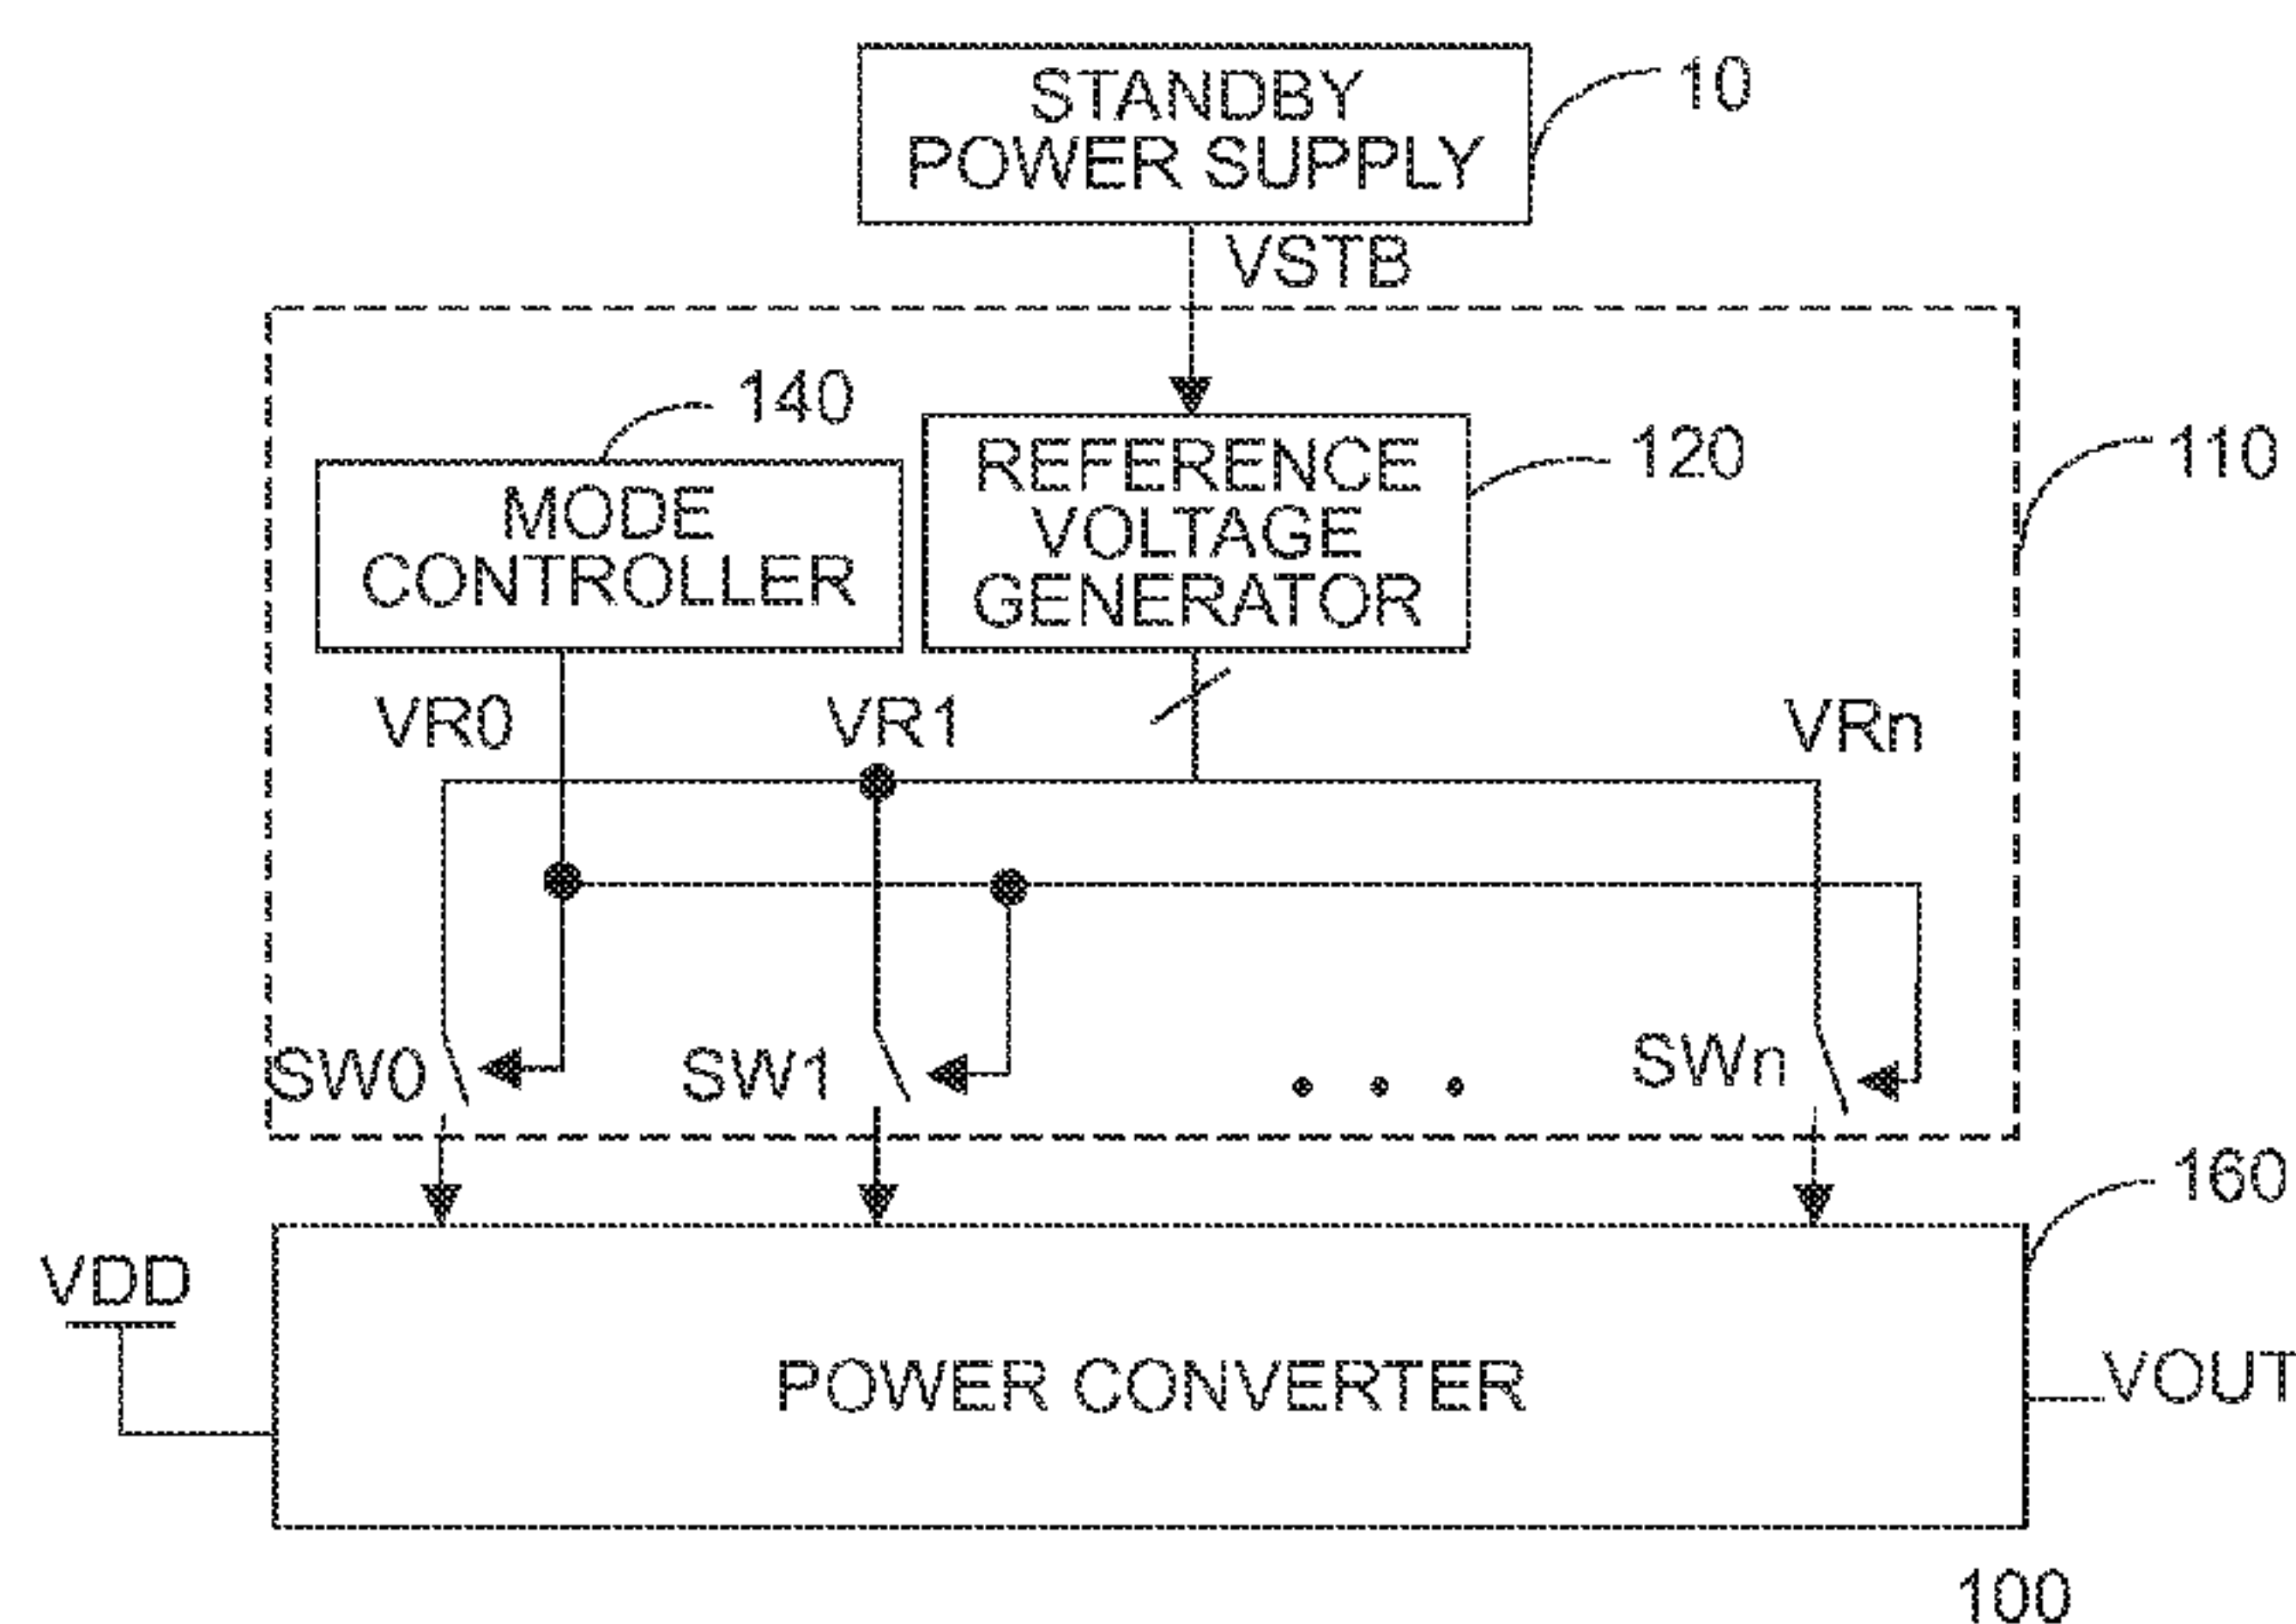 STANDBY
POWER SUPPLY
10
VSTB
140
MODE
CONTROLLER
REFERENCE
VOLTAGE
GENERATOR
120
110
VR0
VR1
VRn
SW0
SW1
SWn
160
VDD
POWER CONVERTER
VOUT
100